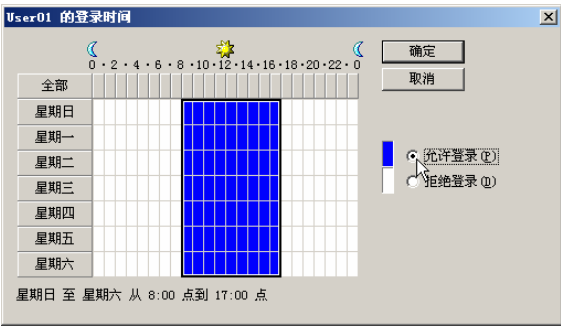 User01 的登录时间
0 · 2 · 4 · 6 · 8 ·10·12·14·16·18·20·22· 0
确定
取消
全部
星期日
星期一
星期二
星期三
星期四
星期五
星期六
允许登录(P)
拒绝登录(D)
星期日 至 星期六 从 8:00 点到 17:00 点